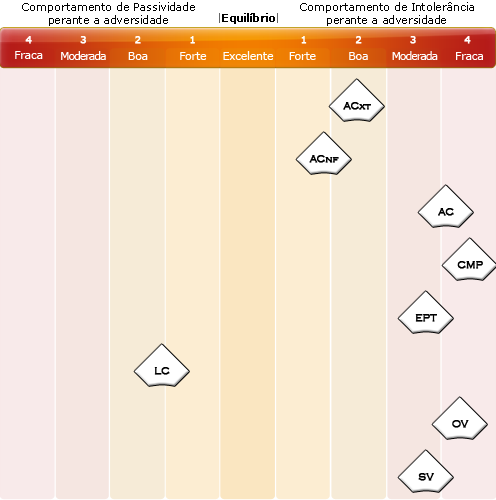 Comportamento de Passividade
perante a adversidade
|Equilíbrio|
Comportamento de Intolerância
perante a adversidade
4 3 2 1 1 2 3 4
Fraca Moderada Boa Forte Excelente Forte Boa Moderada Fraca
ACXT
ACNF
AC
CMP
EPT
LC
OV
SV